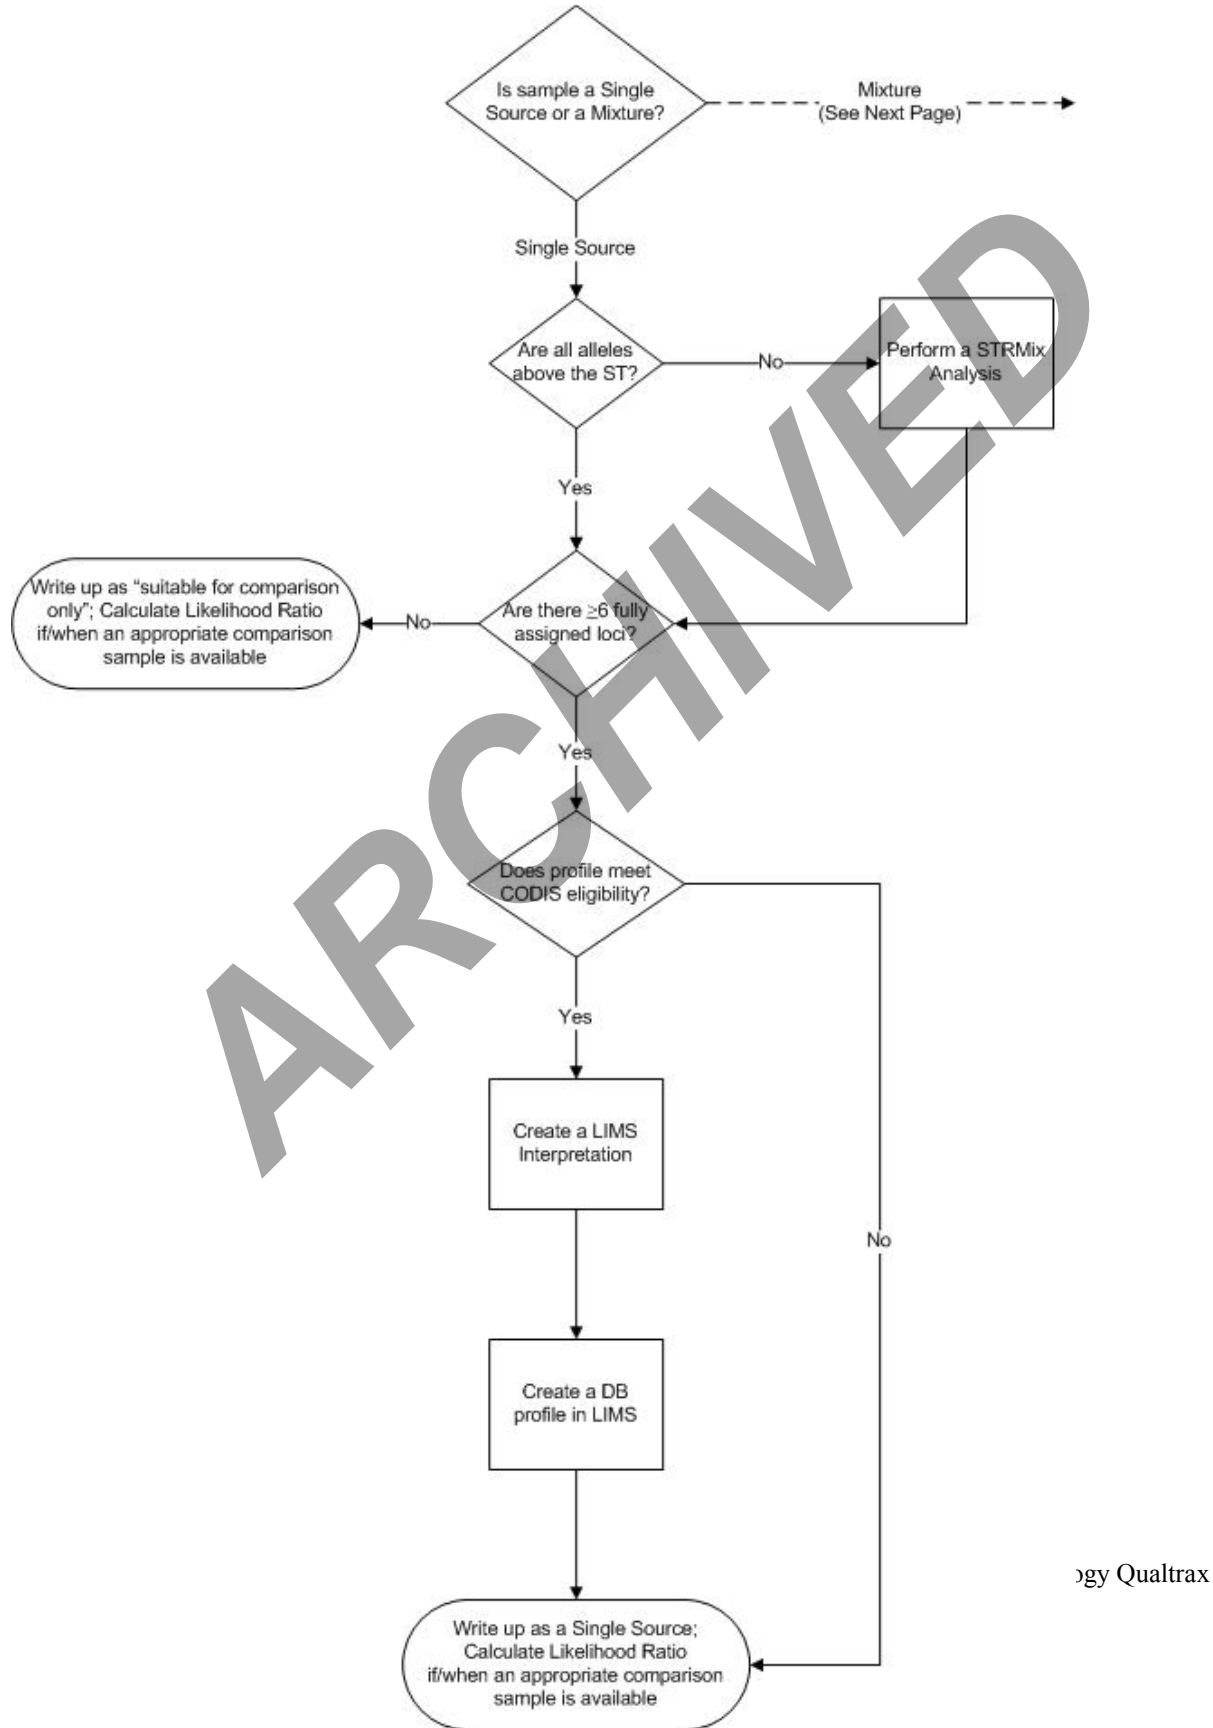 Is sample a Single
Source or a Mixture?
Mixture
(See Next Page)
Single Source
Are all alleles
above the ST?
No
Perform a STRMix
Analysis
Yes
Write up as “suitable for comparison
only”; Calculate Likelihood Ratio
if/when an appropriate comparison
sample is available
No
Are there ≥6 fully
assigned loci?
Yes
Does profile meet
CODIS eligibility?
Yes
Create a LIMS
Interpretation
No
Create a DB
profile in LIMS
Qualtrax
Write up as a Single Source;
Calculate Likelihood Ratio
if/when an appropriate comparison
sample is available
ARCHIVED